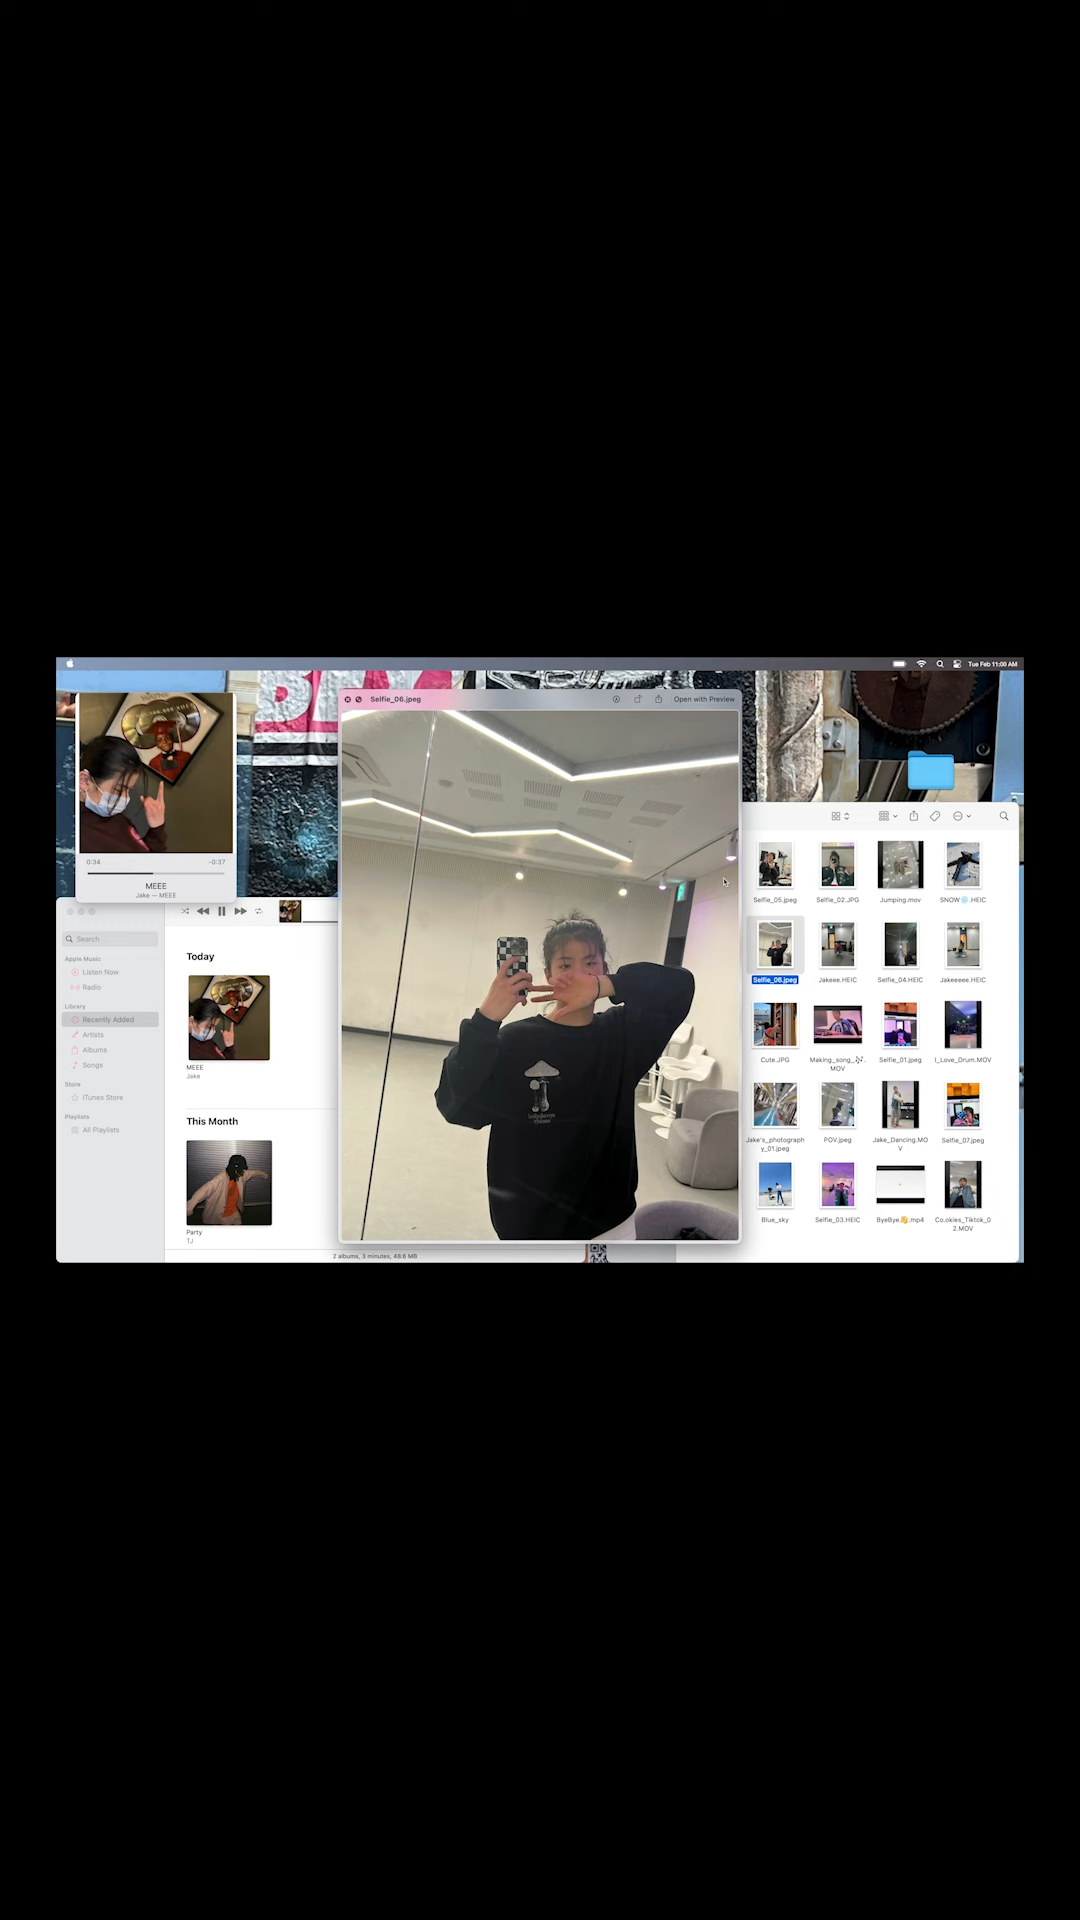 Tue Feb 11:00 AM
Selfie_06.jpeg
Open with Preview
0:34
-0:37
MEEE
Jake — MEEE
Search
Apple Music
Listen Now
Radio
Library
Recently Added
Artists
Albums
Songs
Store
iTunes Store
Playlists
All Playlists
Today
MEEE
Jake
This Month
Party
TJ
2 albums, 3 minutes, 48.6 MB
Selfie_05.jpeg
Selfie_02.JPG
Jumping.mov
SNOW❄️.HEIC
Selfie_06.jpeg
Jakeee.HEIC
Selfie_04.HEIC
Jakeeeee.HEIC
Cute.JPG
Making_song_🎶.
MOV
Selfie_01.jpeg
I_Love_Drum.MOV
Jake's_photograph
y_01.jpeg
POV.jpeg
Jake_Dancing.MO
V
Selfie_07.jpeg
Blue_sky
Selfie_03.HEIC
ByeBye👋.mp4
Co.okies_Tiktok_0
2.MOV